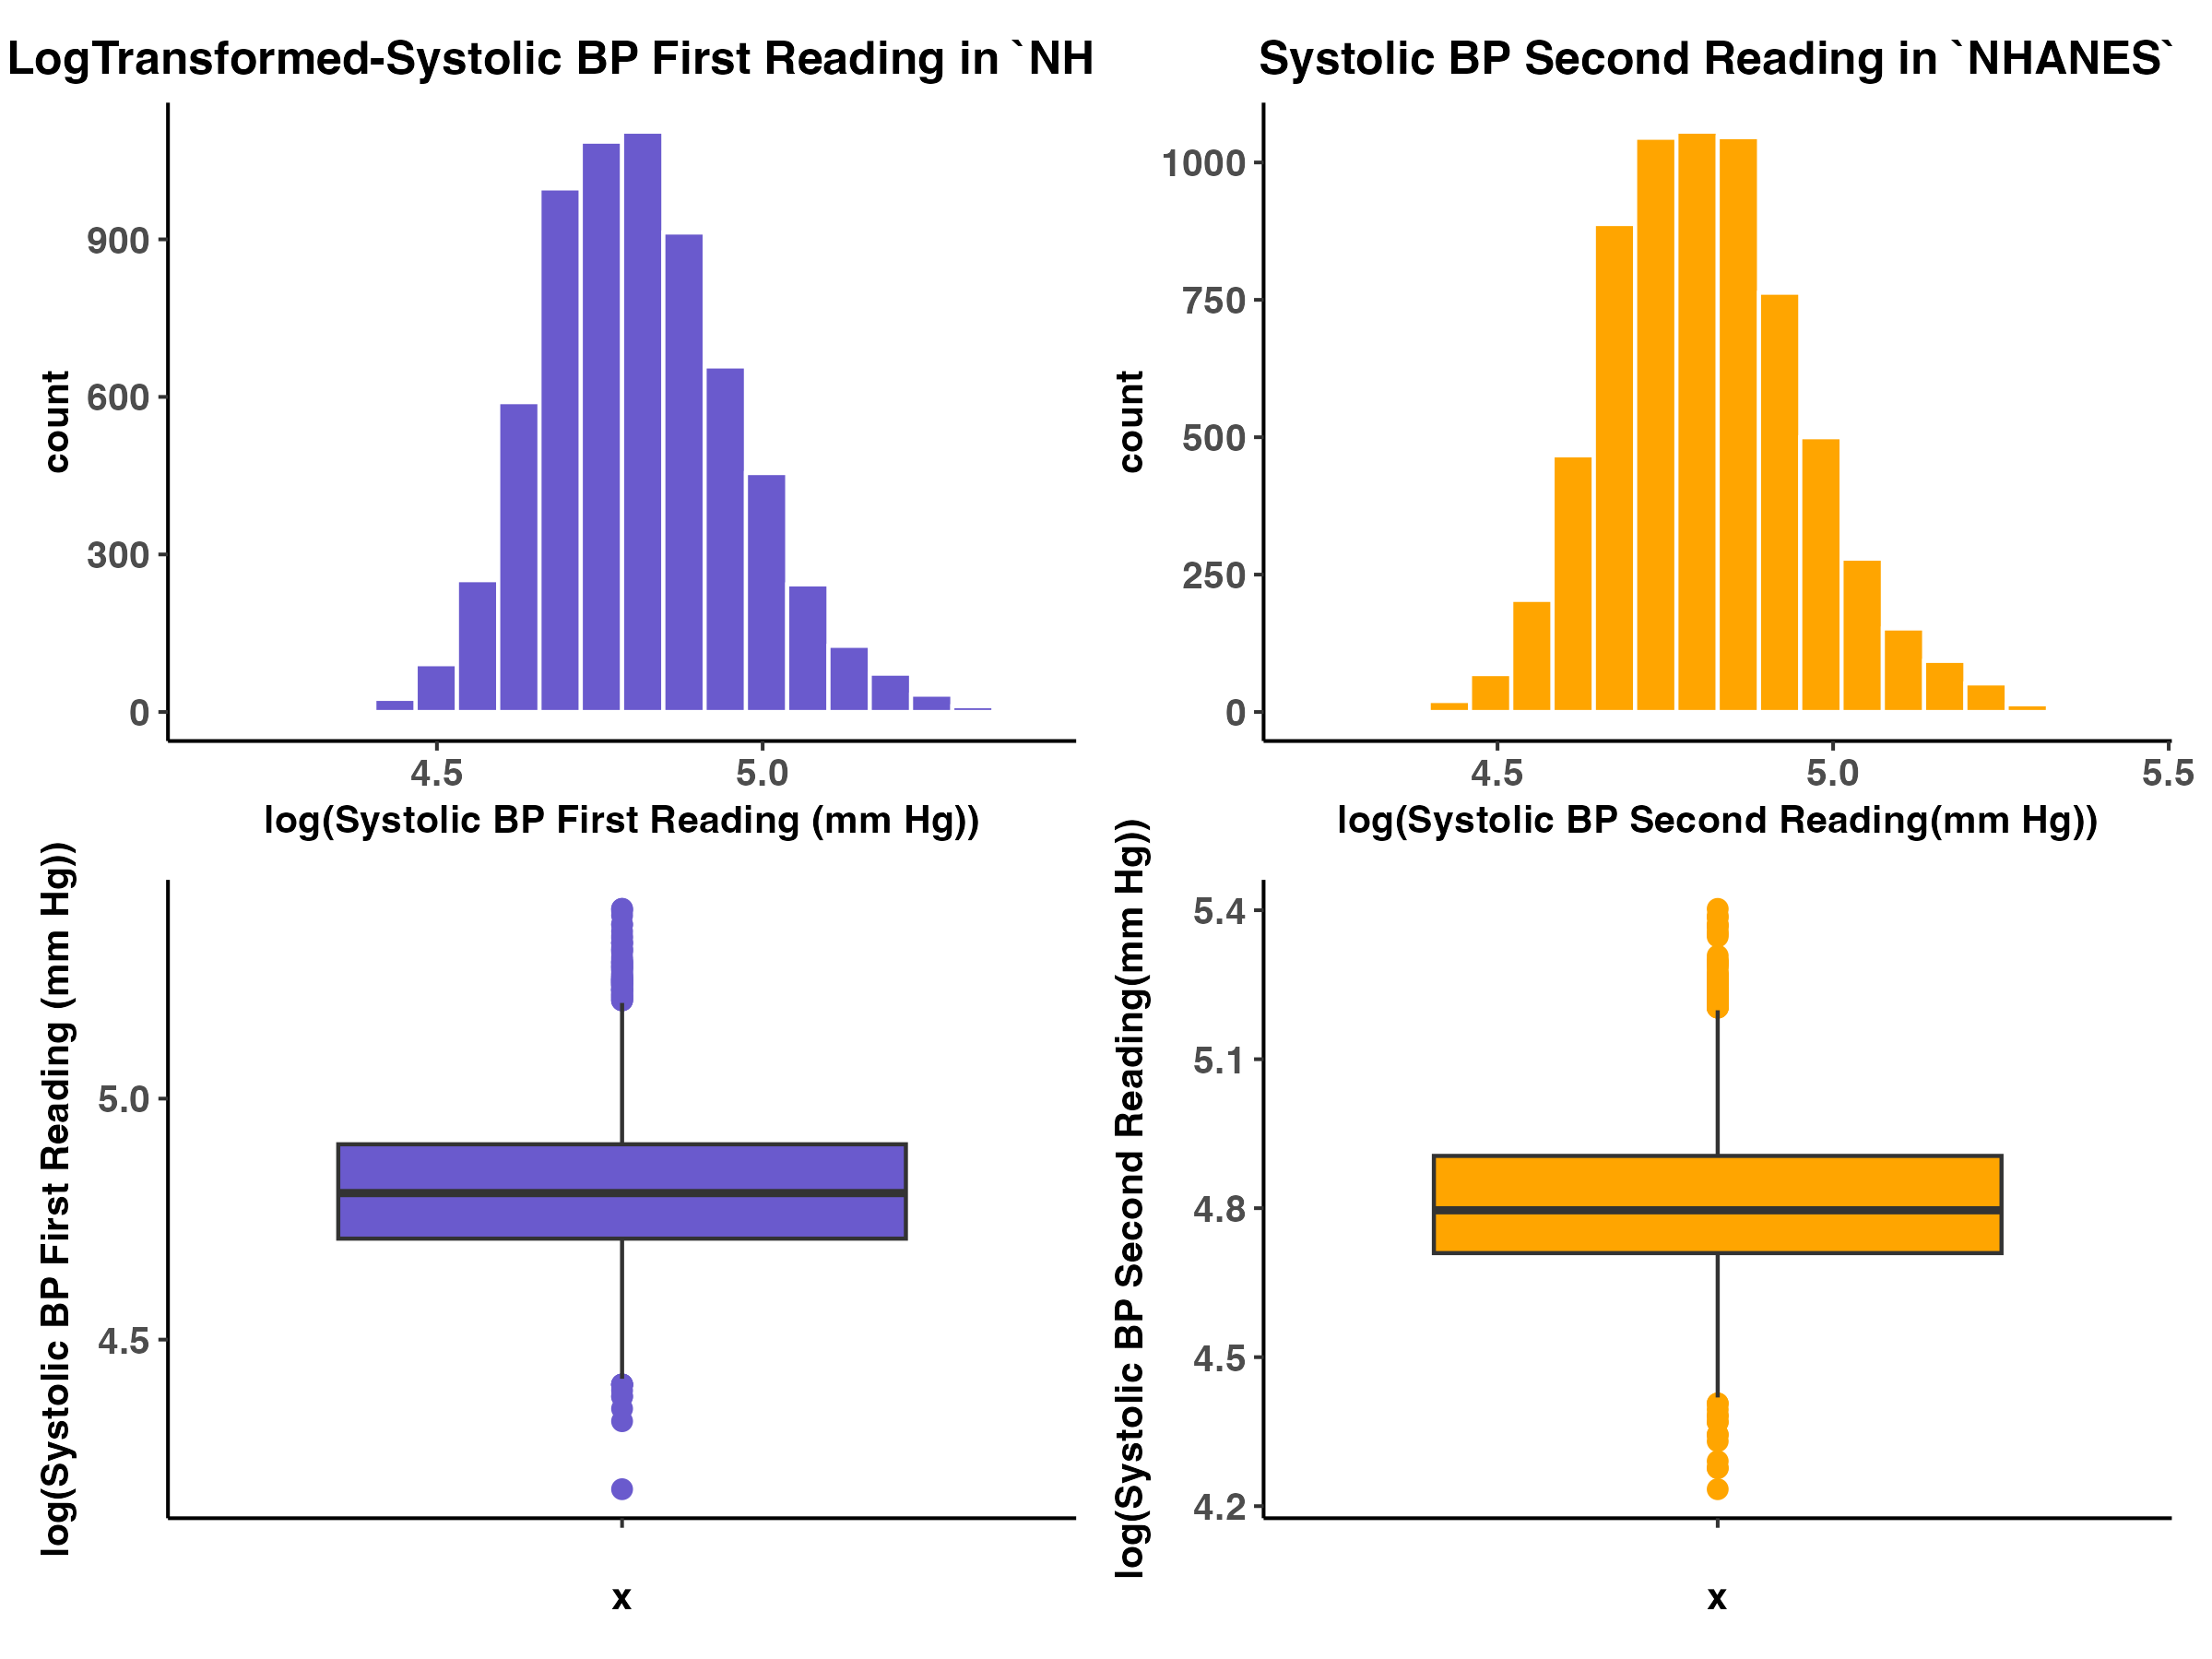 LogTransformed-Systolic BP First Reading in `NH
count
900
600
300
0
4.5
5.0
log(Systolic BP First Reading (mm Hg))
Systolic BP Second Reading in `NHANES`
count
1000
750
500
250
0
4.5
5.0
5.5
log(Systolic BP Second Reading(mm Hg))
log(Systolic BP First Reading (mm Hg))
5.0
4.5
x
log(Systolic BP Second Reading(mm Hg))
5.4
5.1
4.8
4.5
4.2
x